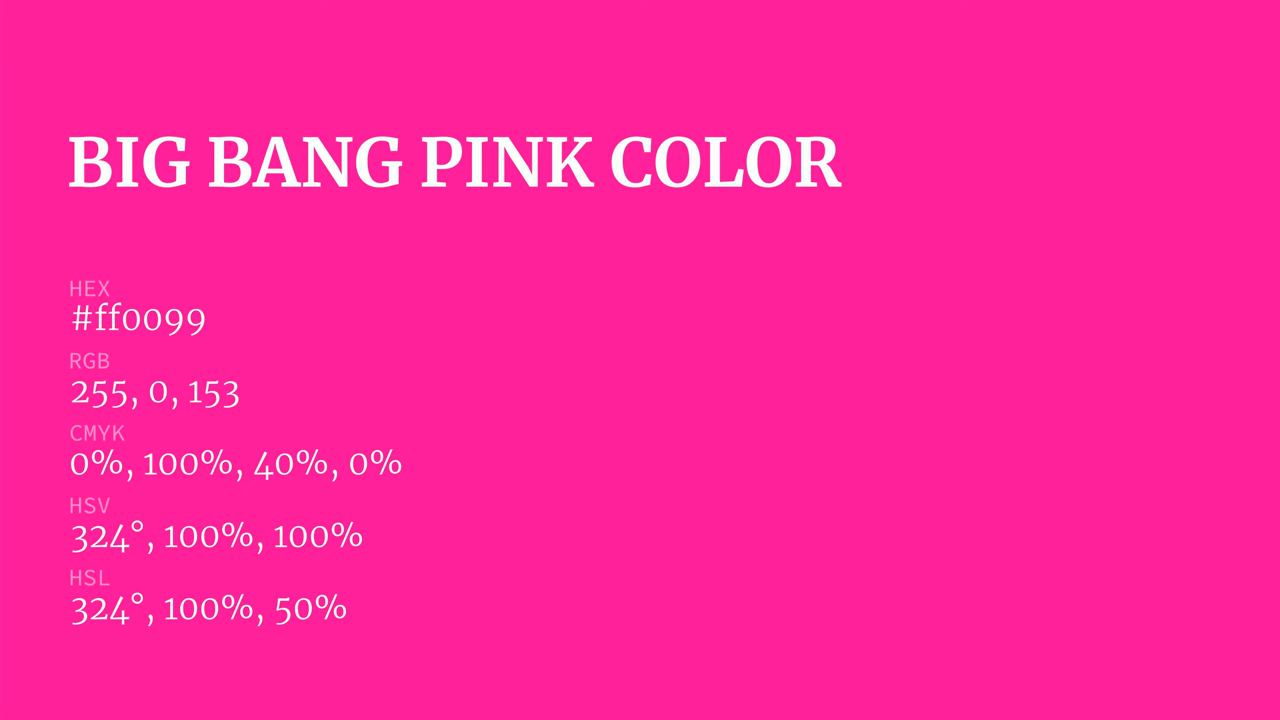 BIG BANG PINK COLOR
HEX
#ff0099
RGB
255, 0, 153
CMYK
0%, 100%, 40%, 0%
HSV
324°, 100%, 100%
HSL
324°, 100%, 50%